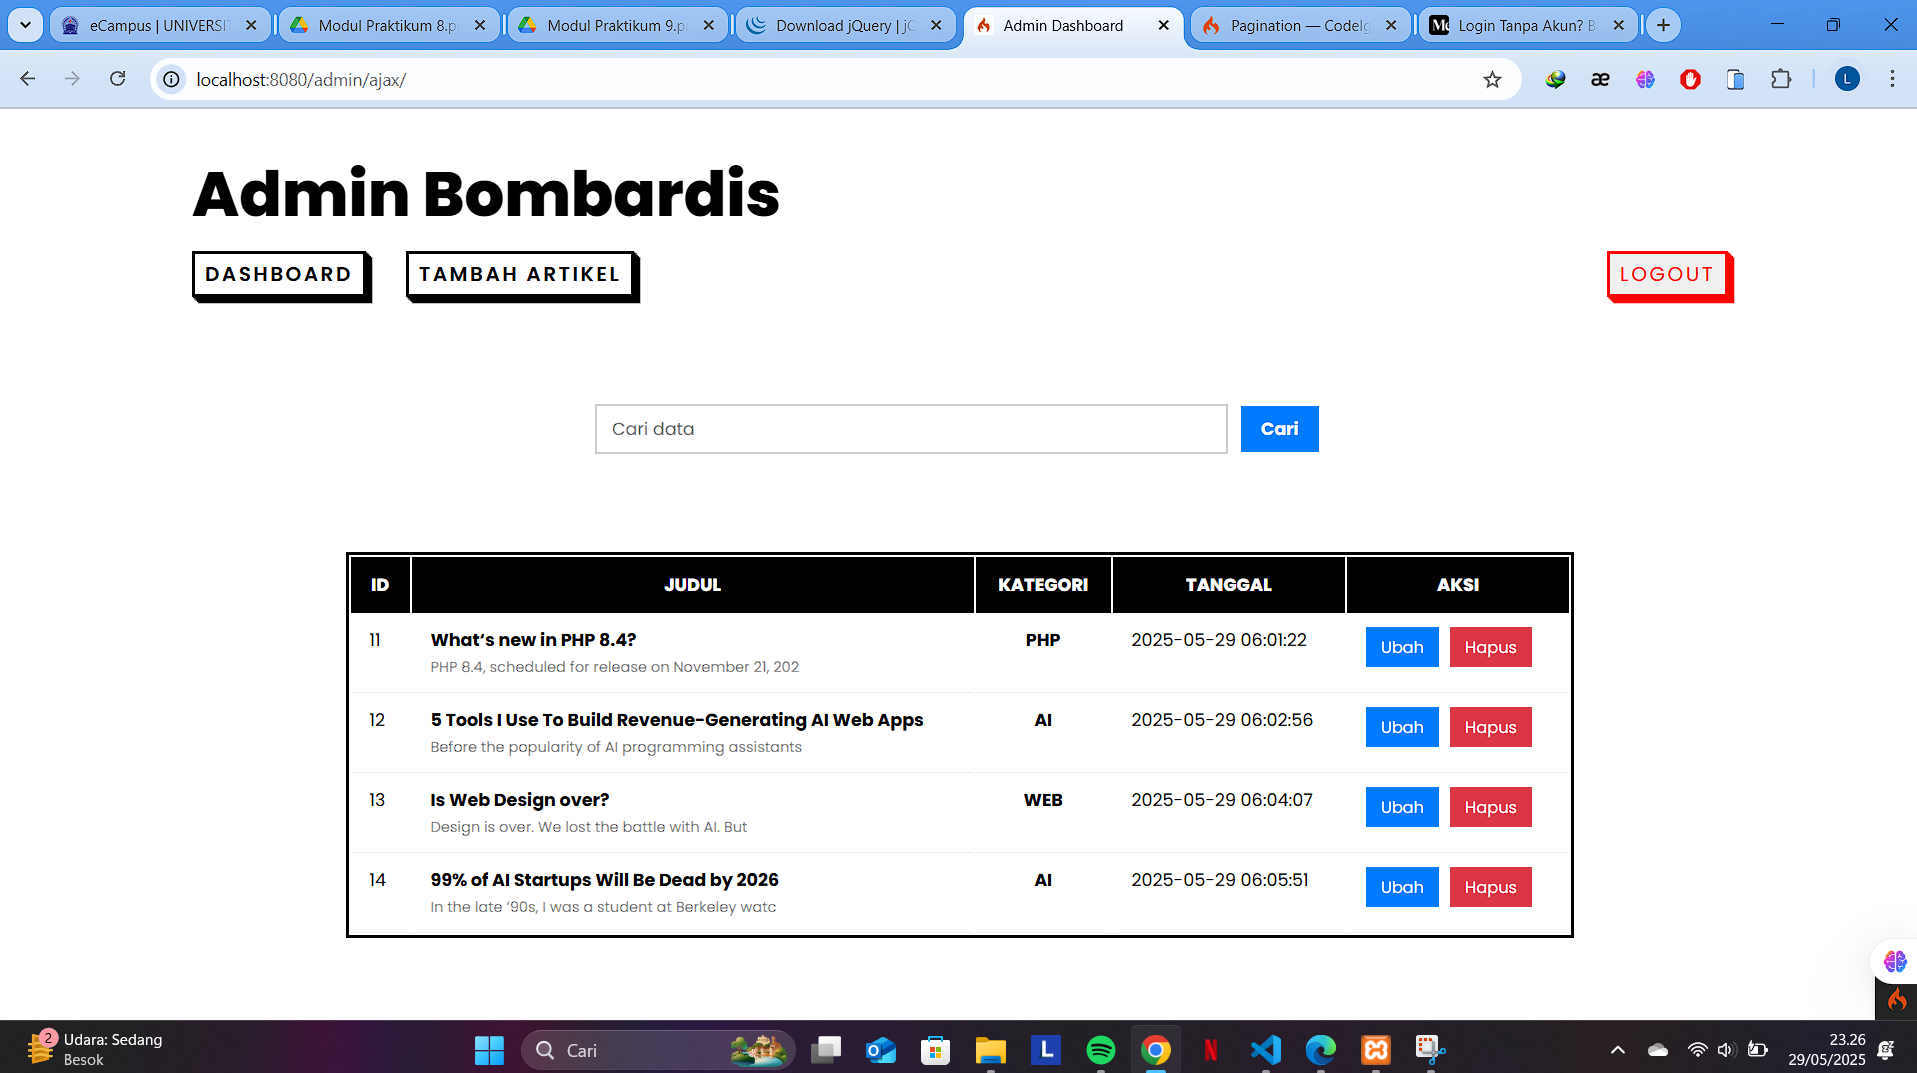 eCampus | UNIVERSI
Modul Praktikum 8.p
Modul Praktikum 9.p
Download jQuery | jC
Admin Dashboard
Pagination — CodeIg
Login Tanpa Akun? B
localhost:8080/admin/ajax/
L
Admin Bombardis
DASHBOARD
TAMBAH ARTIKEL
LOGOUT
Cari data
Cari
ID JUDUL KATEGORI TANGGAL AKSI
11 What‘s new in PHP 8.4? PHP 2025-05-29 06:01:22 Ubah Hapus
PHP 8.4, scheduled for release on November 21, 202
12 5 Tools I Use To Build Revenue-Generating AI Web Apps AI 2025-05-29 06:02:56 Ubah Hapus
Before the popularity of AI programming assistants
13 Is Web Design over? WEB 2025-05-29 06:04:07 Ubah Hapus
Design is over. We lost the battle with AI. But
14 99% of AI Startups Will Be Dead by 2026 AI 2025-05-29 06:05:51 Ubah Hapus
In the late ’90s, I was a student at Berkeley watc
2
Udara: Sedang
Besok
Cari
L
23.26
29/05/2025